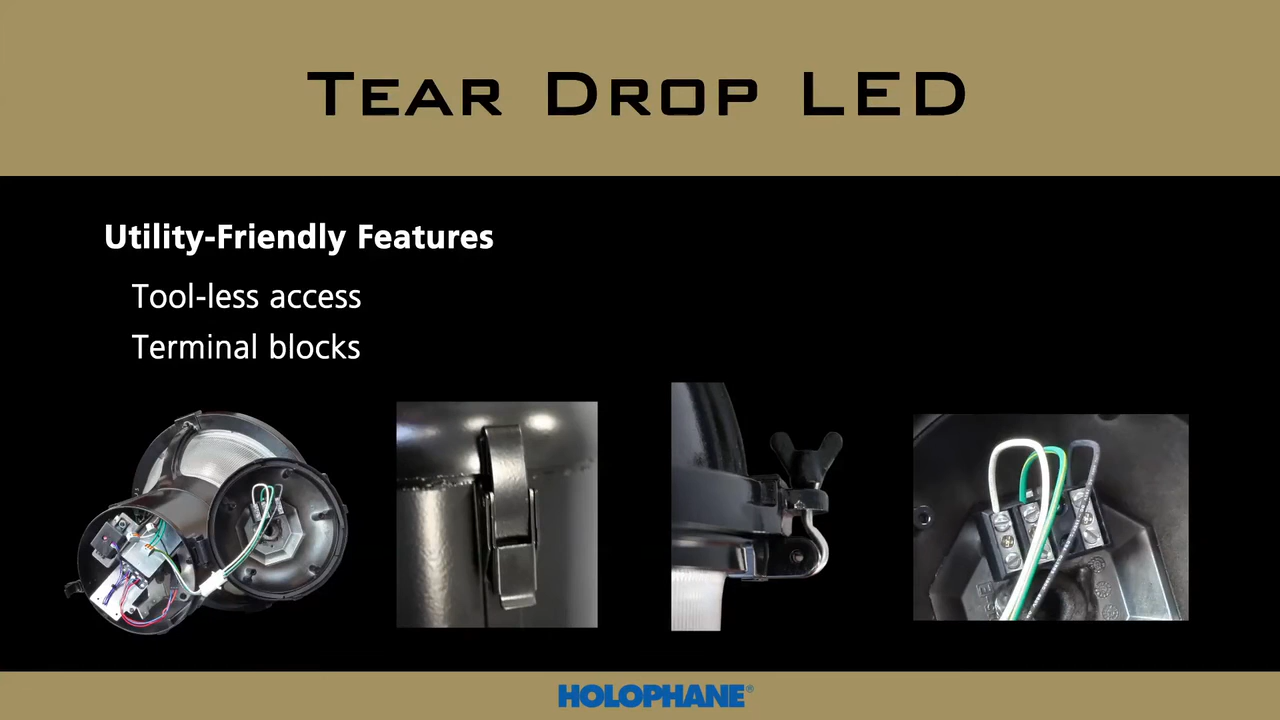 Tear Drop LED
Utility-Friendly Features
Tool-less access
Terminal blocks
HOLOPHANE®